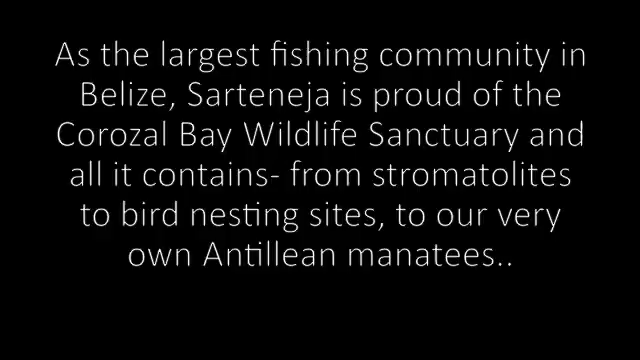 As the largest fishing community in
Belize, Sarteneja is proud of the
Corozal Bay Wildlife Sanctuary and
all it contains- from stromatolites
to bird nesting sites, to our very
own Antillean manatees..